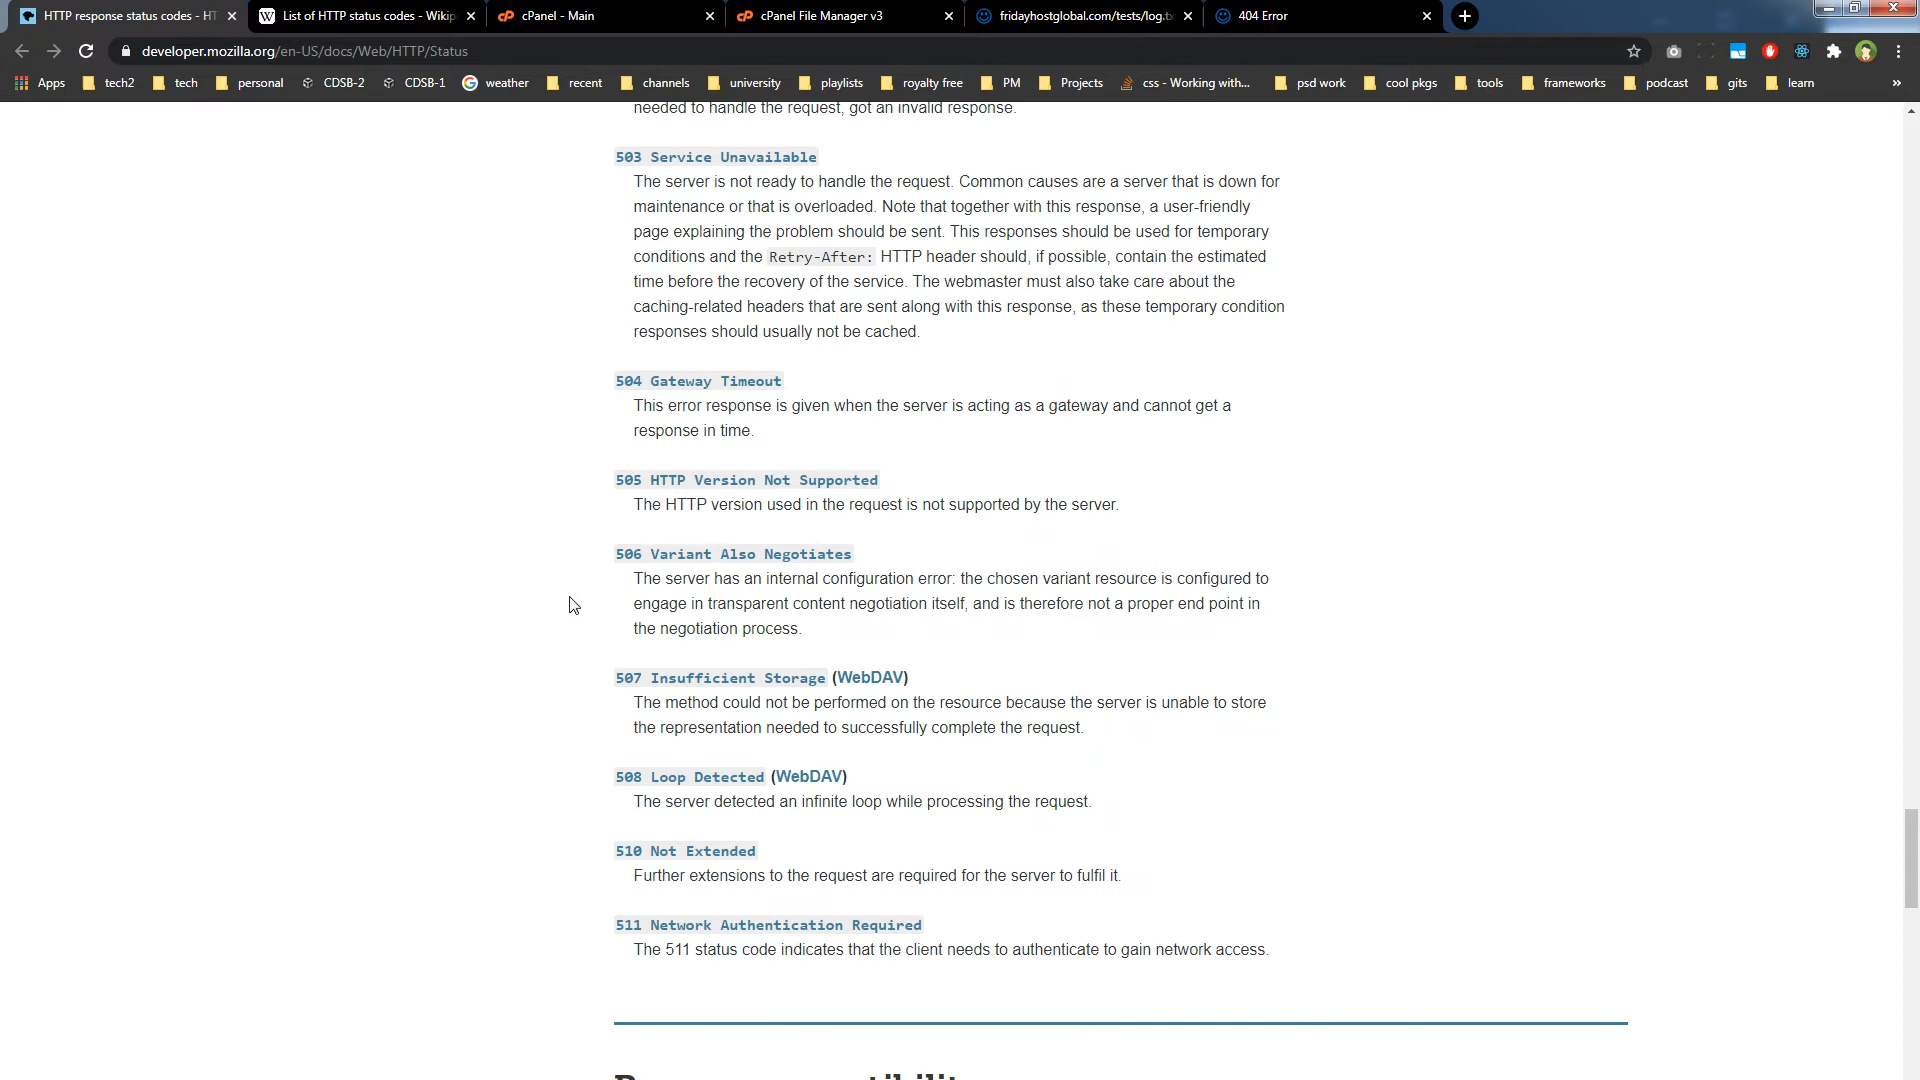 HTTP response status codes - HT
List of HTTP status codes - Wikip
cPanel - Main
cPanel File Manager v3
fridayhostglobal.com/tests/log.tx
404 Error
developer.mozilla.org/en-US/docs/Web/HTTP/Status
Apps
tech2
tech
personal
CDSB-2
CDSB-1
weather
recent
channels
university
playlists
royalty free
PM
Projects
css - Working with...
psd work
cool pkgs
tools
frameworks
podcast
gits
learn
needed to handle the request, got an invalid response.
503 Service Unavailable
The server is not ready to handle the request. Common causes are a server that is down for
maintenance or that is overloaded. Note that together with this response, a user-friendly
page explaining the problem should be sent. This responses should be used for temporary
conditions and the Retry-After: HTTP header should, if possible, contain the estimated
time before the recovery of the service. The webmaster must also take care about the
caching-related headers that are sent along with this response, as these temporary condition
responses should usually not be cached.
504 Gateway Timeout
This error response is given when the server is acting as a gateway and cannot get a
response in time.
505 HTTP Version Not Supported
The HTTP version used in the request is not supported by the server.
506 Variant Also Negotiates
The server has an internal configuration error: the chosen variant resource is configured to
engage in transparent content negotiation itself, and is therefore not a proper end point in
the negotiation process.
507 Insufficient Storage (WebDAV)
The method could not be performed on the resource because the server is unable to store
the representation needed to successfully complete the request.
508 Loop Detected (WebDAV)
The server detected an infinite loop while processing the request.
510 Not Extended
Further extensions to the request are required for the server to fulfil it.
511 Network Authentication Required
The 511 status code indicates that the client needs to authenticate to gain network access.